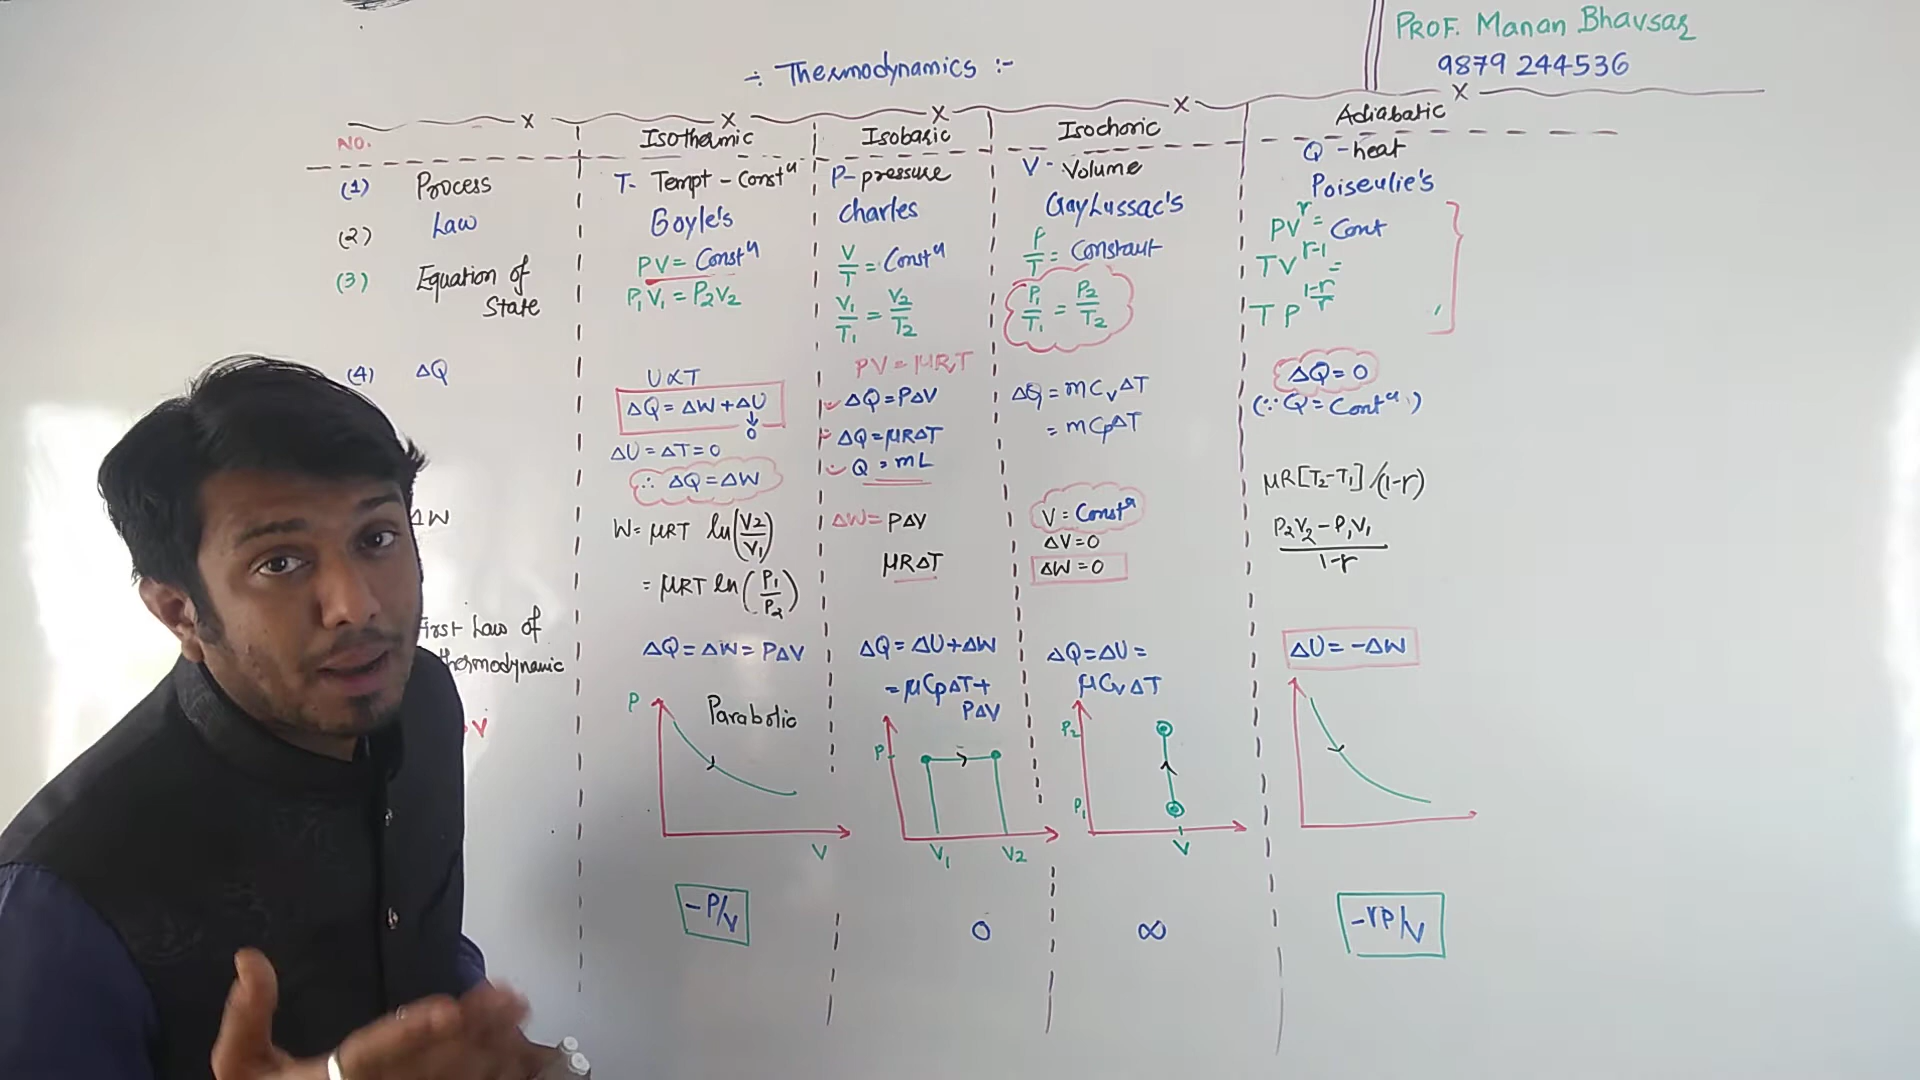 PROF. Manan Bhavsar
9879 244536
÷ Thermodynamics :-
NO. Isothermic Isobaric Isochoric Adiabatic
(1) Process T- Tempt - Constⁿ P- pressure V - Volume Q - heat
(2) Law Boyle's Charles GayLussac's Poiseulie's
(3) Equation of State
PV = Constⁿ
P₁V₁ = P₂V₂
V/T = Constⁿ
V₁/T₁ = V₂/T₂
P/T = Constant
P₁/T₁ = P₂/T₂
PV^r = Cont
TV^r-1 =
TP^1-r/r
(4) ΔQ
U∝T
ΔQ = ΔW + ΔU
↓
0
ΔU = ΔT = 0
∴ ΔQ = ΔW
PV = μRT
ΔQ = PΔV
ΔQ = μRΔT
Q = mL
ΔQ = mCvΔT
= mCpΔT
ΔQ = 0
(∵ Q = Contⁿ)
ΔW
W = μRT ln(V₂/V₁)
= μRT ln(P₁/P₂)
ΔW = PΔV
μRΔT
V = Constⁿ
ΔV = 0
ΔW = 0
μR[T₂-T₁]/(1-r)
P₂V₂ - P₁V₁
1-r
First Law of
thermodynamic
ΔQ = ΔW = PΔV
ΔQ = ΔU + ΔW
= μCpΔT +
PΔV
ΔQ = ΔU =
μCvΔT
ΔU = -ΔW
V
P Parabolic
V
P
V₁ V₂
P₂
P₁
V
-P/V 0 ∞ -rP/V